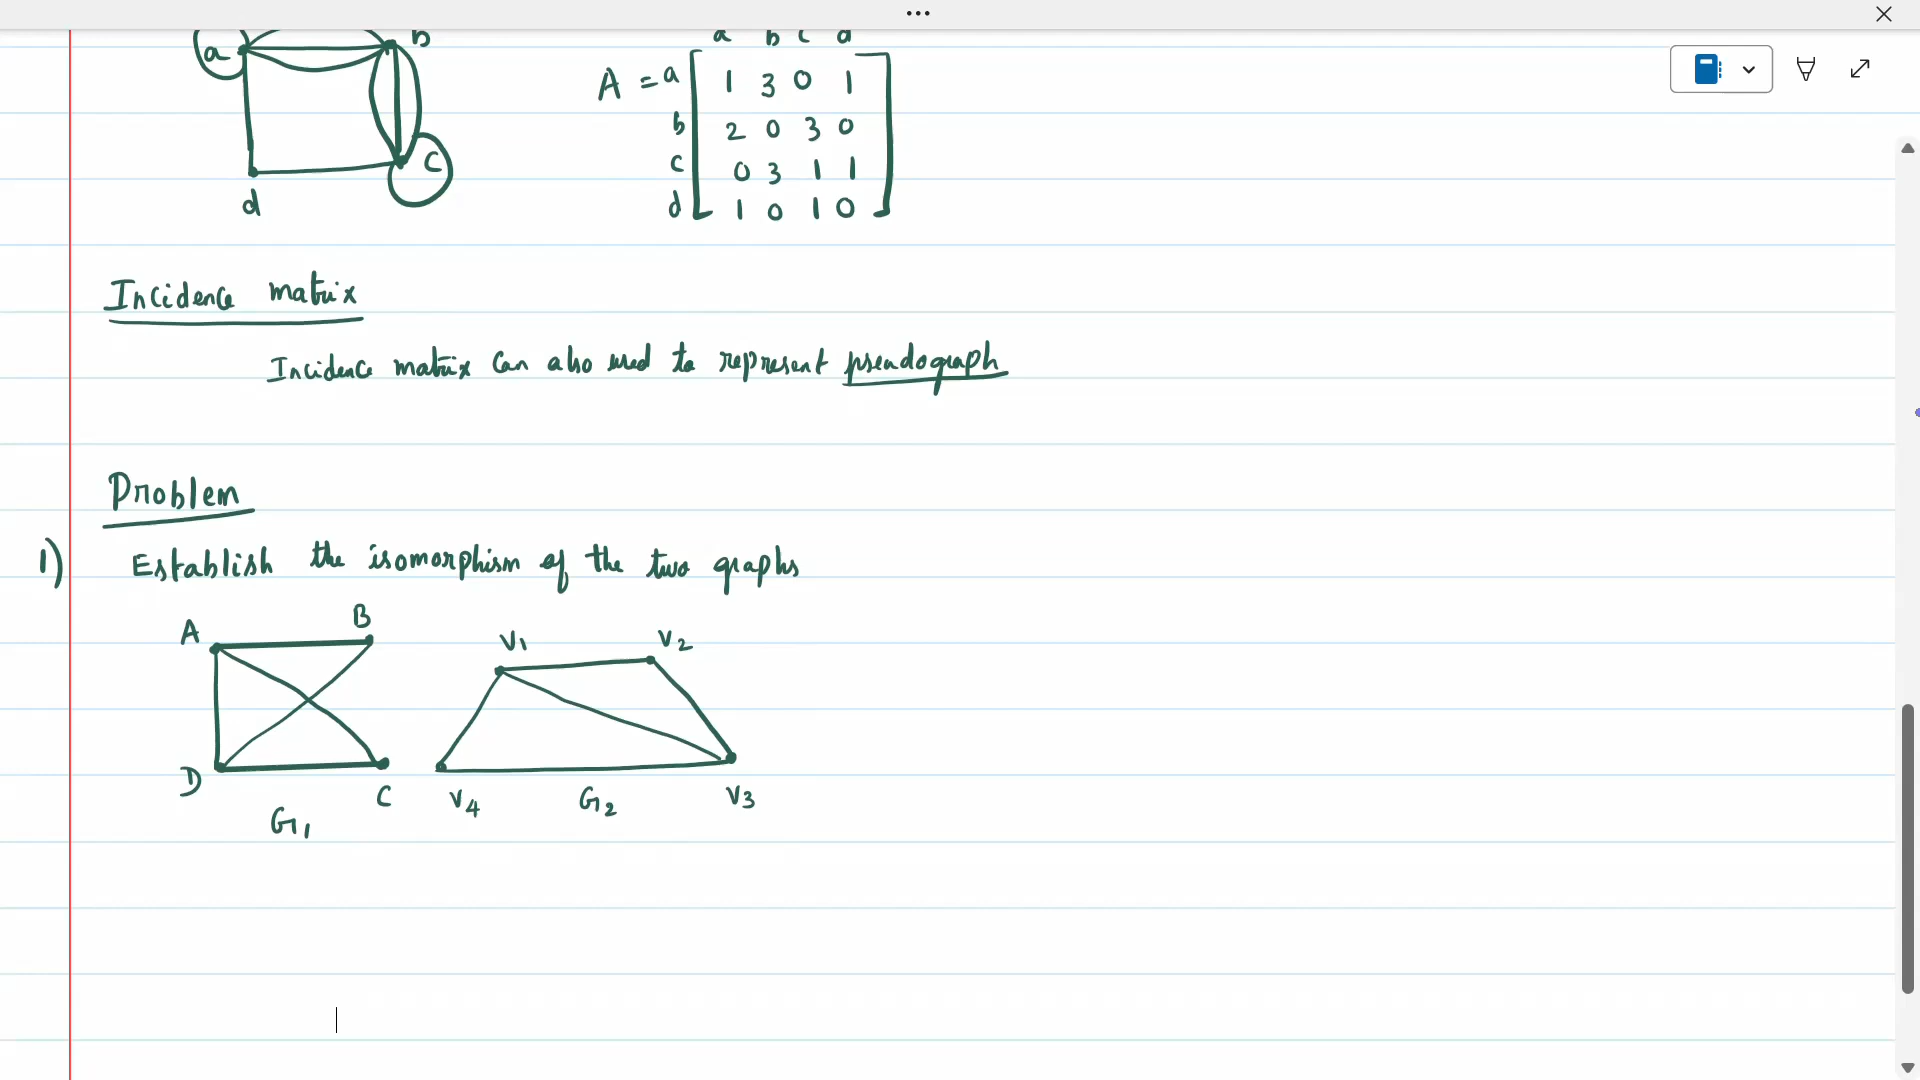 a b
a b c d
A = a 1 3 0 1
b 2 0 3 0
c c 0 3 1 1
d d 1 0 1 0
Incidence matrix
Incidence matrix can also used to represent pseudograph
Problem
1) Establish the isomorphism of the two graphs
A B V1 V2
D C V4 G2 V3
G1